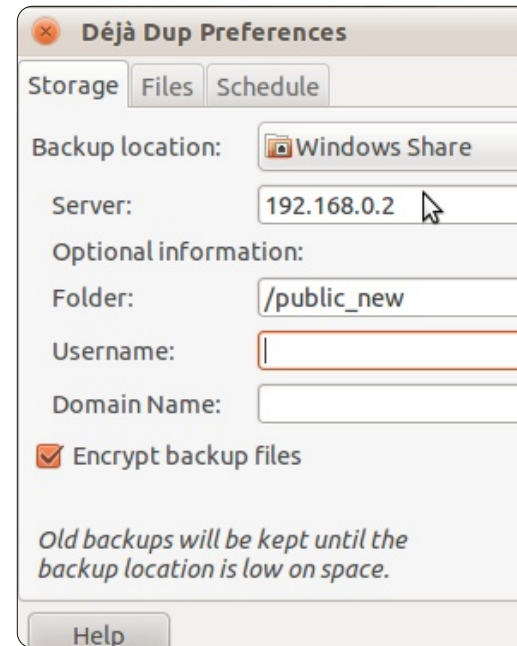 Déjà Dup Preferences
Storage Files Schedule
Backup location: Windows Share
Server: 192.168.0.2
Optional information:
Folder: /public_new
Username:
Domain Name:
Encrypt backup files
Old backups will be kept until the
backup location is low on space.
Help